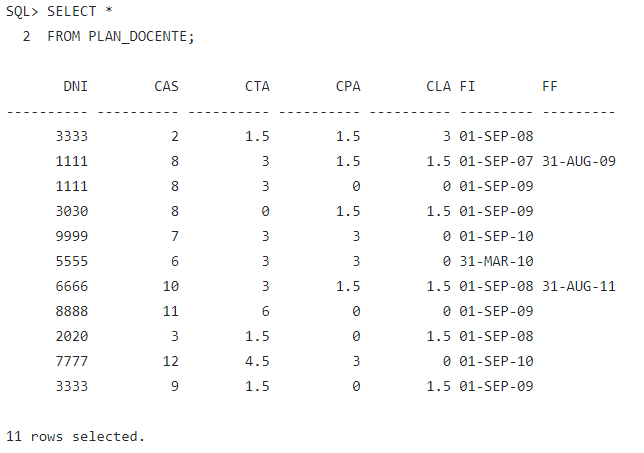 SQL> SELECT *
  2  FROM PLAN_DOCENTE;
       DNI        CAS        CTA        CPA        CLA FI        FF
---------- ---------- ---------- ---------- ---------- --------- ---------
      3333          2        1.5        1.5          3 01-SEP-08
      1111          8          3        1.5        1.5 01-SEP-07 31-AUG-09
      1111          8          3          0          0 01-SEP-09
      3030          8          0        1.5        1.5 01-SEP-09
      9999          7          3          3          0 01-SEP-10
      5555          6          3          3          0 31-MAR-10
      6666         10          3        1.5        1.5 01-SEP-08 31-AUG-11
      8888         11          6          0          0 01-SEP-09
      2020          3        1.5          0        1.5 01-SEP-08
      7777         12        4.5          3          0 01-SEP-10
      3333          9        1.5          0        1.5 01-SEP-09
11 rows selected.